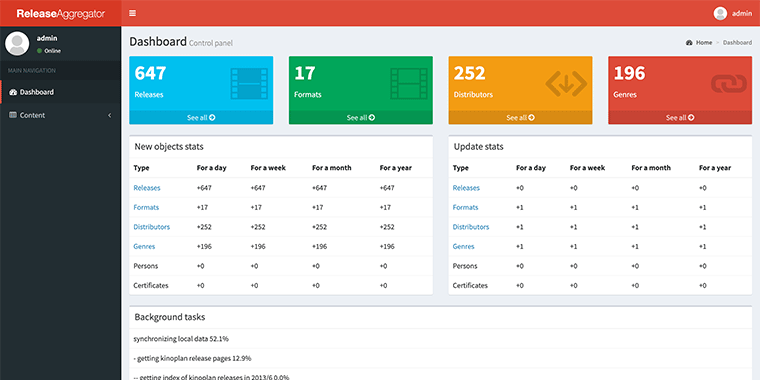 ReleaseAggregator
admin
admin
Online
MAIN NAVIGATION
Dashboard
Content
Dashboard Control panel
Home > Dashboard
647
Releases
See all
17
Formats
See all
252
Distributors
See all
196
Genres
See all
New objects stats
Type For a day For a week For a month For a year
Releases +647 +647 +647 +647
Formats +17 +17 +17 +17
Distributors +252 +252 +252 +252
Genres +196 +196 +196 +196
Persons +0 +0 +0 +0
Certificates +0 +0 +0 +0
Update stats
Type For a day For a week For a month For a year
Releases +0 +0 +0 +0
Formats +1 +1 +1 +1
Distributors +1 +1 +1 +1
Genres +1 +1 +1 +1
Persons +0 +0 +0 +0
Certificates +0 +0 +0 +0
Background tasks
synchronizing local data 52.1%
- getting kinoplan release pages 12.9%
-- getting index of kinoplan releases in 2013/6 0.0%